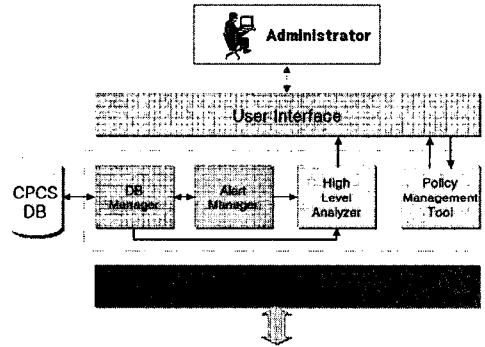 Administrator
User Interface
CPCS
DB
DB
Manager
Alert
Manager
High
Level
Analyzer
Policy
Management
Tool